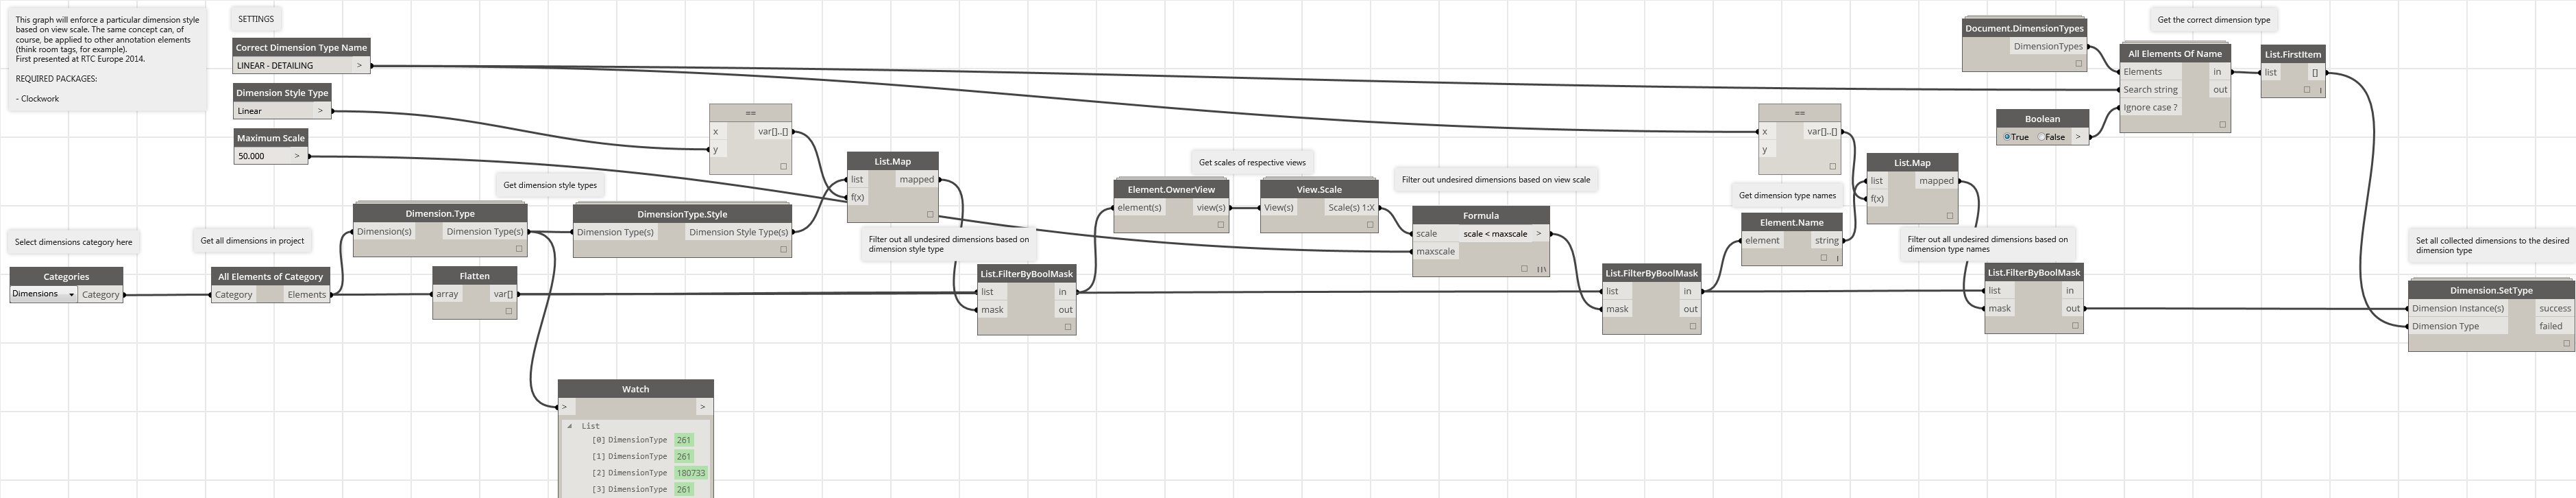 This graph will enforce a particular dimension style
based on view scale. The same concept can, of
course, be applied to other annotation elements
(think room tags, for example).
First presented at RTC Europe 2014.
REQUIRED PACKAGES:
- Clockwork
SETTINGS
Correct Dimension Type Name
LINEAR - DETAILING >
Dimension Style Type
Linear >
Maximum Scale
50.000 >
Select dimensions category here
Categories
Dimensions Category
Get all dimensions in project
All Elements of Category
Category Elements
Dimension.Type
Dimension(s) Dimension Type(s)
Flatten
array var[]
Get dimension style types
DimensionType.Style
Dimension Type(s) Dimension Style Type(s)
Watch
> >
List
[0] DimensionType 261
[1] DimensionType 261
[2] DimensionType 180733
[3] DimensionType 261
==
x var[]..[]
y
List.Map
list mapped
f(x)
Filter out all undesired dimensions based on
dimension style type
List.FilterByBoolMask
list in
mask out
Get scales of respective views
Element.OwnerView
element(s) view(s)
View.Scale
View(s) Scale(s) 1:X
Filter out undesired dimensions based on view scale
Formula
scale scale < maxscale >
maxscale
List.FilterByBoolMask
list in
mask out
==
x var[]..[]
y
Get dimension type names
Element.Name
element string
List.Map
list mapped
f(x)
Filter out all undesired dimensions based on
dimension type names
List.FilterByBoolMask
list in
mask out
Document.DimensionTypes
DimensionTypes
Boolean
True False >
Get the correct dimension type
All Elements Of Name
Elements in
Search string out
Ignore case ?
List.FirstItem
list []
Set all collected dimensions to the desired
dimension type
Dimension.SetType
Dimension Instance(s) success
Dimension Type failed